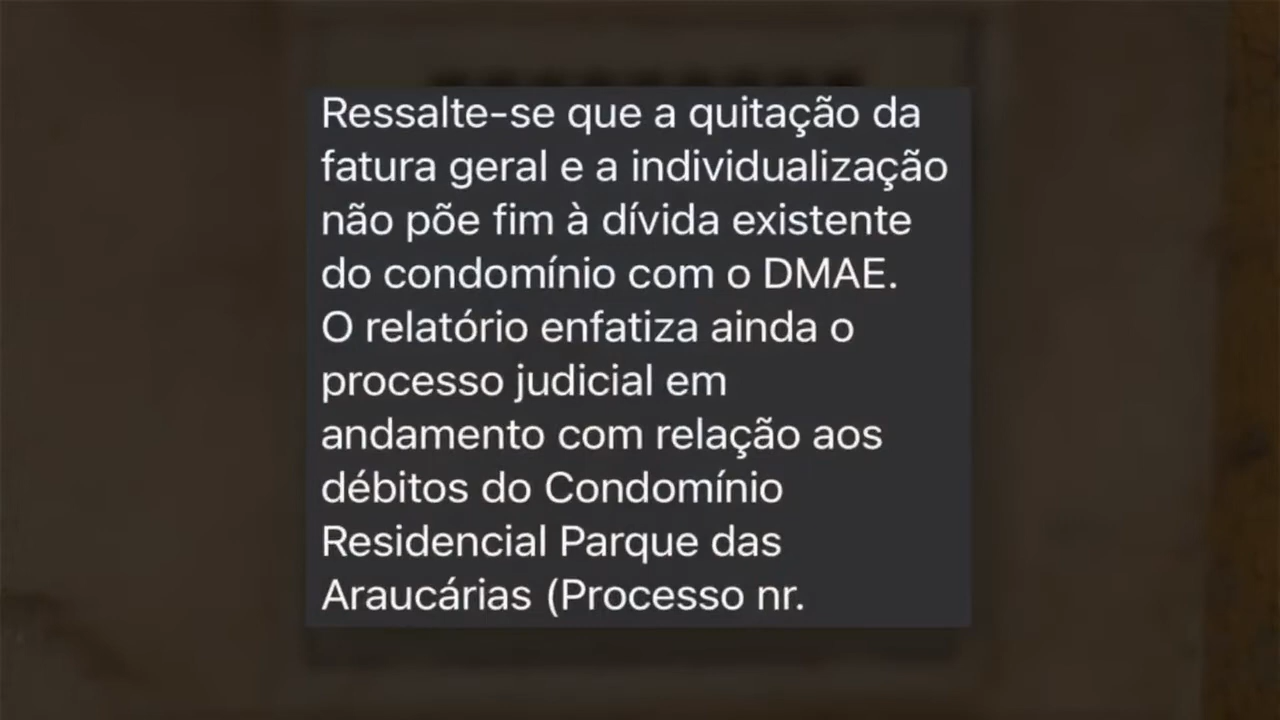 Ressalte-se que a quitação da
fatura geral e a individualização
não põe fim à dívida existente
do condomínio com o DMAE.
O relatório enfatiza ainda o
processo judicial em
andamento com relação aos
débitos do Condomínio
Residencial Parque das
Araucárias (Processo nr.